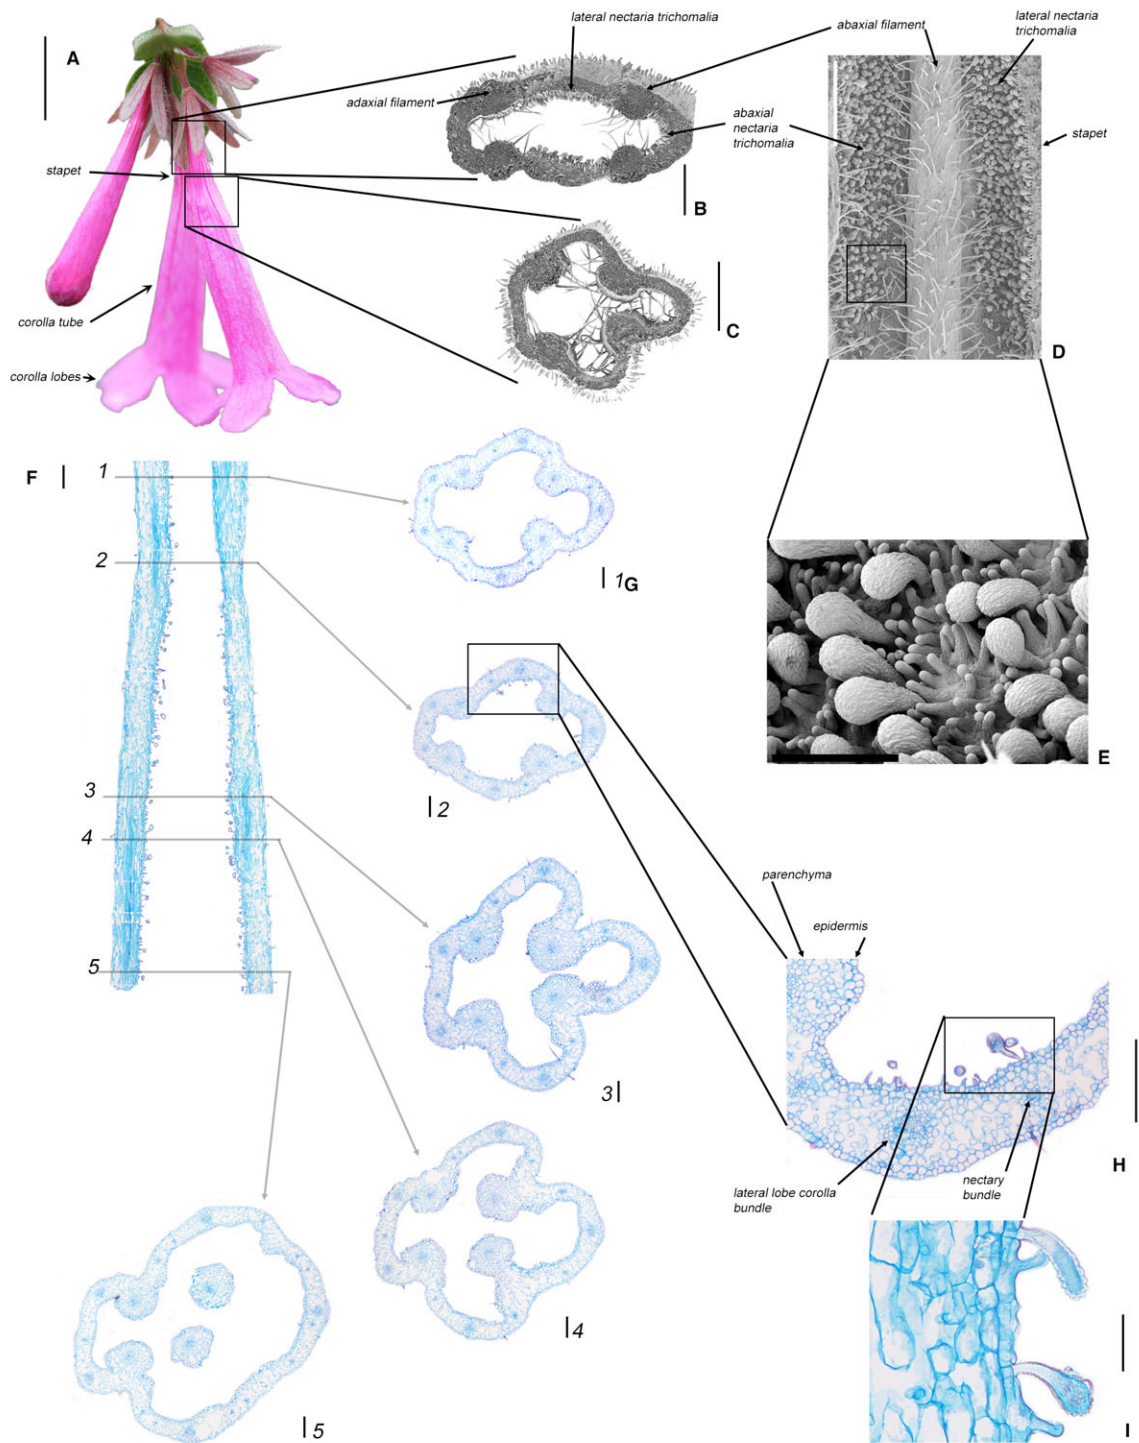 A
stapet
corolla tube
corolla lobes
lateral nectaria trichomalia
adaxial filament
abaxial filament
abaxial
nectaria
trichomalia
B
C
lateral nectaria
trichomalia
stapet
D
E
F
1
2
3
4
5
1G
2
3
4
5
parenchyma
epidermis
lateral lobe corolla
bundle
nectary
bundle
H
I